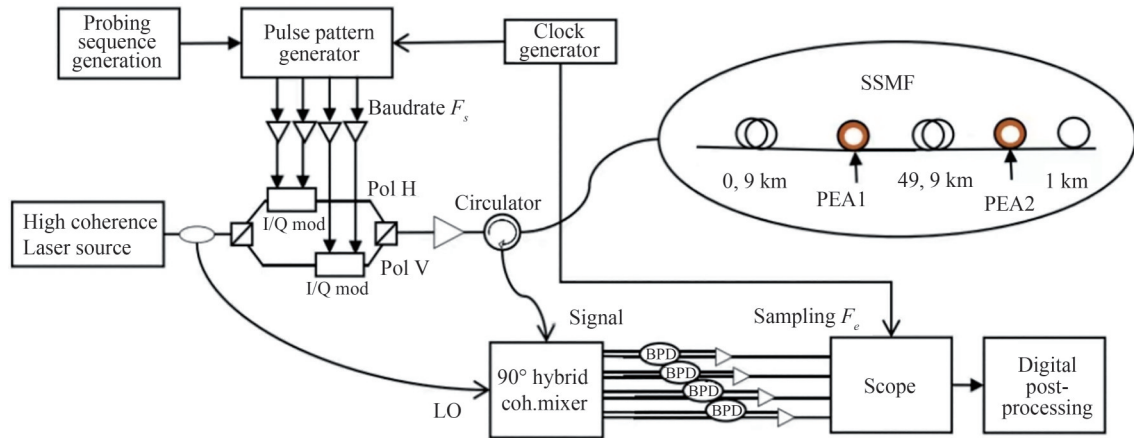 Probing
sequence
generation
Pulse pattern
generator
Clock
generator
Baudrate F_s
SSMF
0, 9 km
PEA1
49, 9 km
PEA2
1 km
High coherence
Laser source
Pol H
I/Q mod
Pol V
I/Q mod
Circulator
Signal
Sampling F_e
LO
90° hybrid
coh.mixer
BPD
BPD
BPD
BPD
Scope
Digital
post-
processing